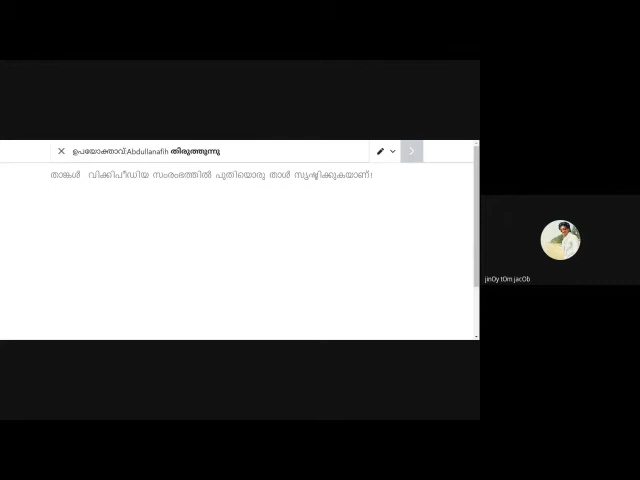 ഉപയോക്താവ്:Abdullanafih തിരുത്തുന്നു
താങ്കൾ വിക്കിപീഡിയ സംരംഭത്തിൽ പുതിയൊരു താൾ സൃഷ്ടിക്കുകയാണ്!
jin0y t0m jac0b